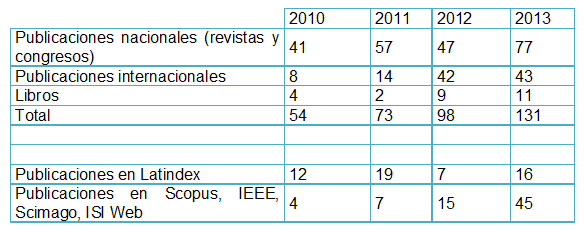 2010 2011 2012 2013
Publicaciones nacionales (revistas y
congresos) 41 57 47 77
Publicaciones internacionales 8 14 42 43
Libros 4 2 9 11
Total 54 73 98 131
Publicaciones en Latindex 12 19 7 16
Publicaciones en Scopus, IEEE,
Scimago, ISI Web 4 7 15 45